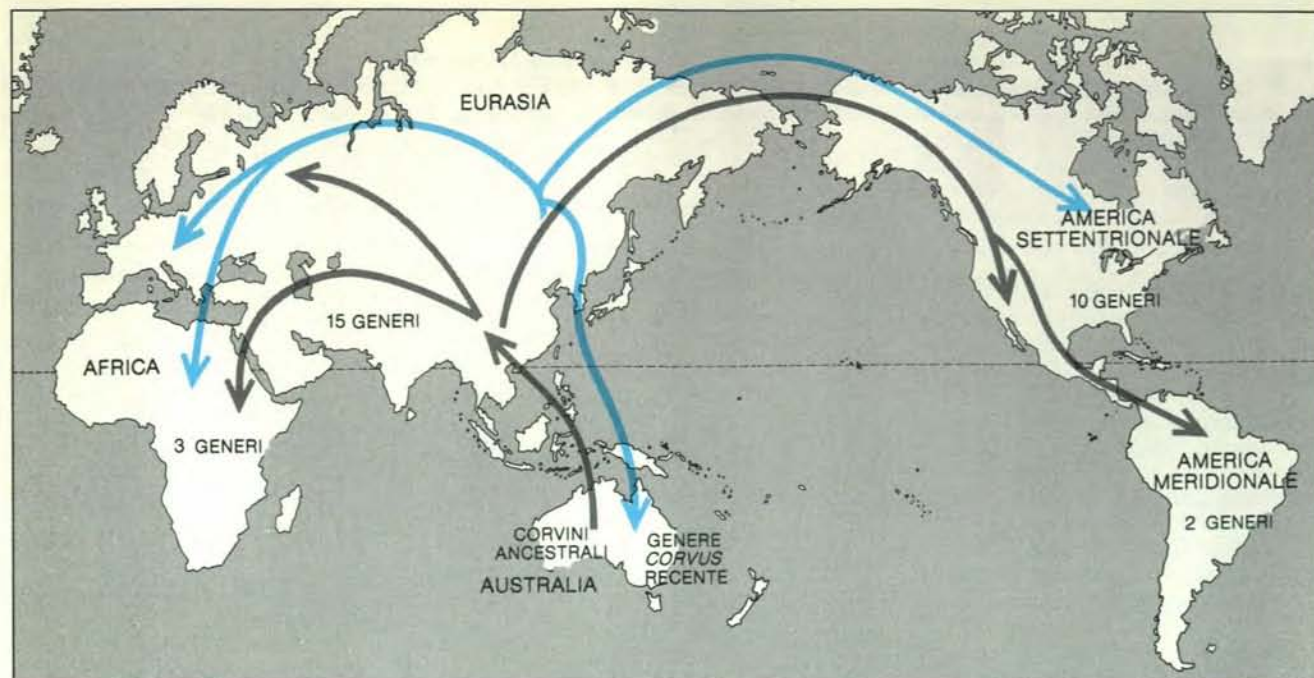 EURASIA
AMERICA
SETTENTRIONALE
10 GENERI
15 GENERI
AFRICA
3 GENERI
AMERICA
MERIDIONALE
2 GENERI
CORVINI
ANCESTRALI
AUSTRALIA
GENERE
CORVUS
RECENTE